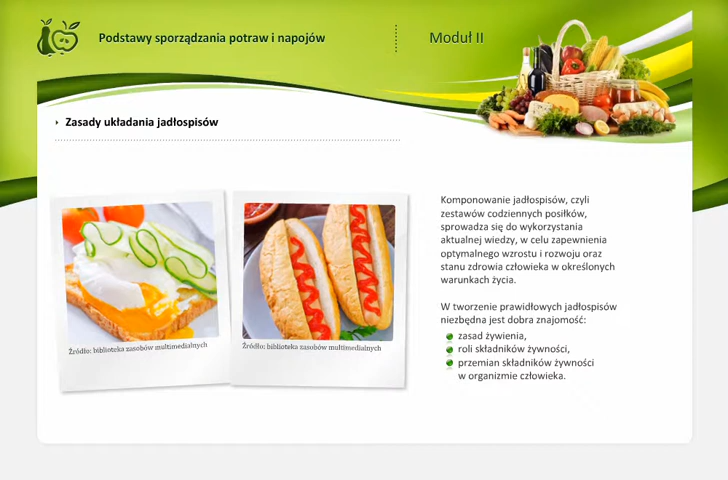 Podstawy sporządzania potraw i napojów
Moduł II
Zasady układania jadłospisów
Źródło: biblioteka zasobów multimedialnych
Źródło: biblioteka zasobów multimedialnych
Komponowanie jadłospisów, czyli
zestawów codziennych posiłków,
sprowadza się do wykorzystania
aktualnej wiedzy, w celu zapewnienia
optymalnego wzrostu i rozwoju oraz
stanu zdrowia człowieka w określonych
warunkach życia.
W tworzenie prawidłowych jadłospisów
niezbędna jest dobra znajomość:
zasad żywienia,
roli składników żywności,
przemian składników żywności
w organizmie człowieka.